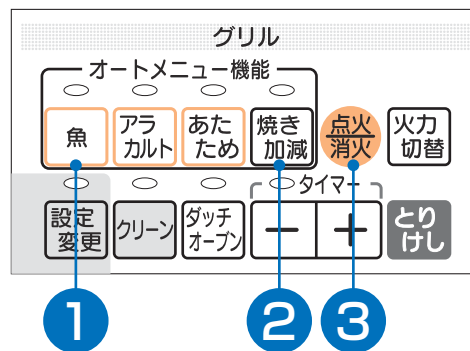 グリル
オートメニュー機能
魚
アラ
カルト
あた
ため
焼き
加減
点火
消火
火力
切替
タイマー
設定
変更
クリーン
ダッチ
オーブン
−
+
とり
けし
1
2
3